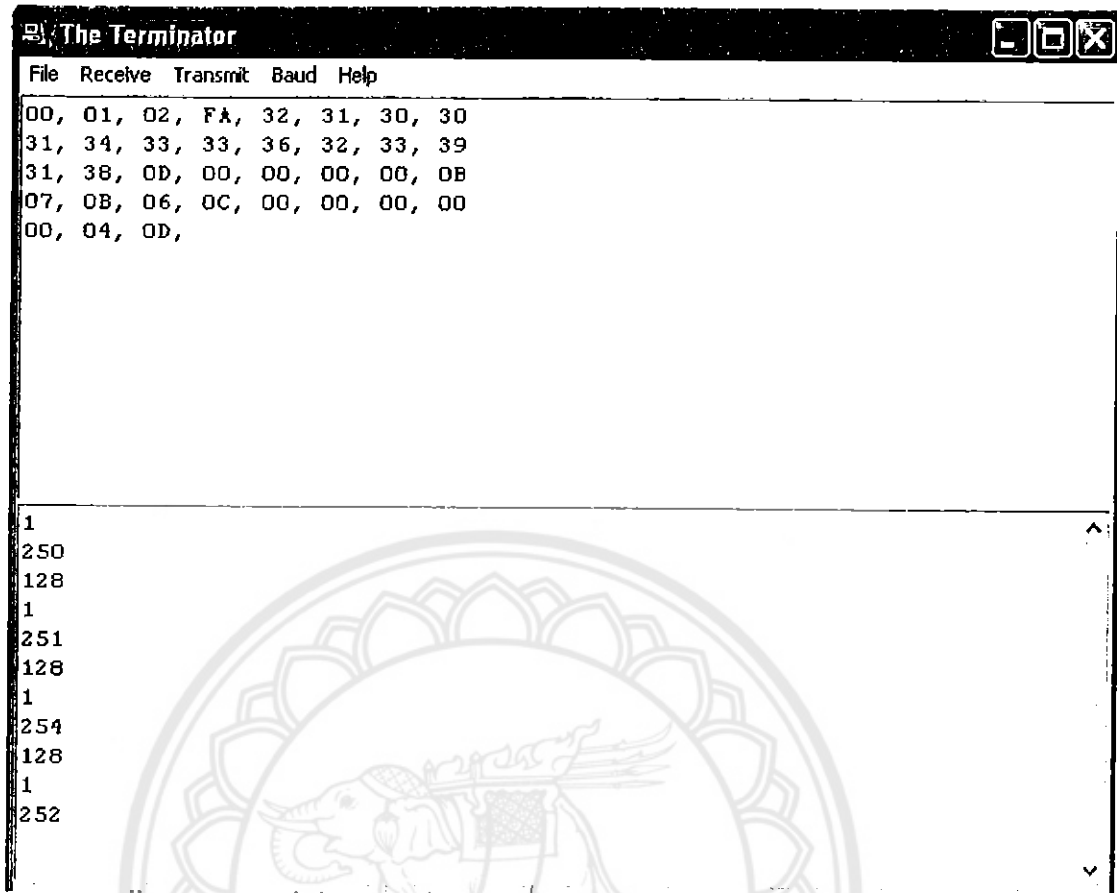 The Terminator
File Receive Transmit Baud Help
00, 01, 02, FA, 32, 31, 30, 30
31, 34, 33, 33, 36, 32, 33, 39
31, 38, 0D, 00, 00, 00, 00, 0B
07, 0B, 06, 0C, 00, 00, 00, 00
00, 04, 0D,
1
250
128
1
251
128
1
254
128
1
252